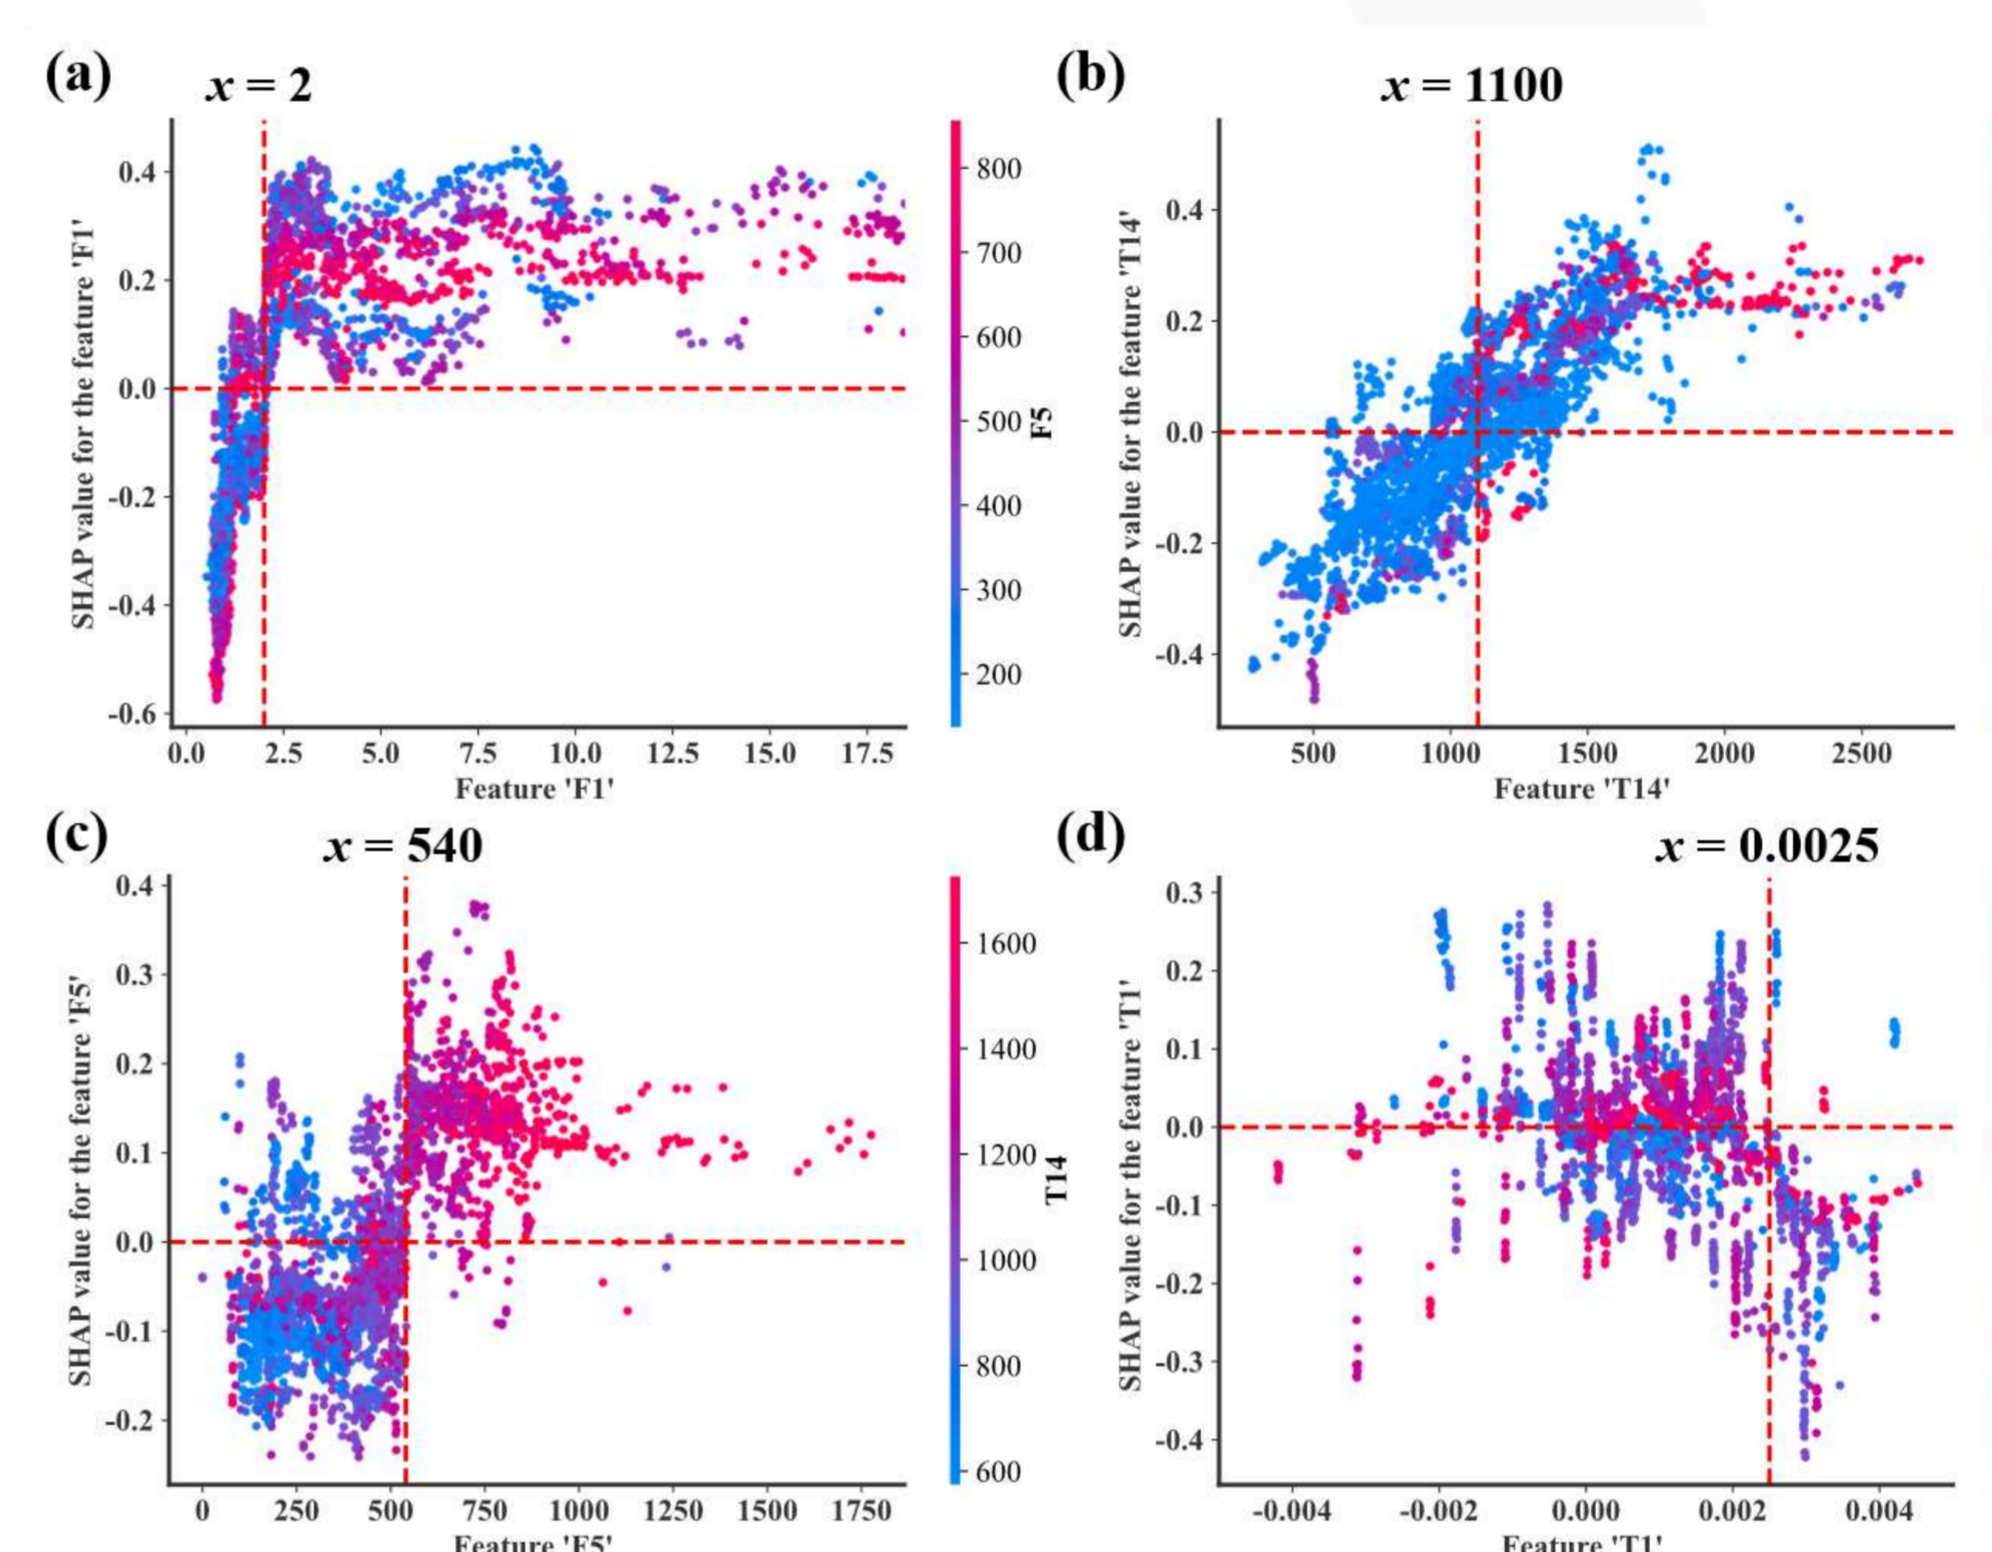 (a)
x = 2
SHAP value for the feature 'F1'
0.4
0.2
0.0
-0.2
-0.4
-0.6
0.0 2.5 5.0 7.5 10.0 12.5 15.0 17.5
Feature 'F1'
800
700
600
500
400
300
200
F5
(b)
x = 1100
SHAP value for the feature 'T14'
0.4
0.2
0.0
-0.2
-0.4
500 1000 1500 2000 2500
Feature 'T14'
(c)
x = 540
SHAP value for the feature 'F5'
0.4
0.3
0.2
0.1
0.0
-0.1
-0.2
0 250 500 750 1000 1250 1500 1750
Feature 'F5'
1600
1400
1200
1000
800
600
T14
(d)
x = 0.0025
SHAP value for the feature 'T1'
0.3
0.2
0.1
0.0
-0.1
-0.2
-0.3
-0.4
-0.004 -0.002 0.000 0.002 0.004
Feature 'T1'